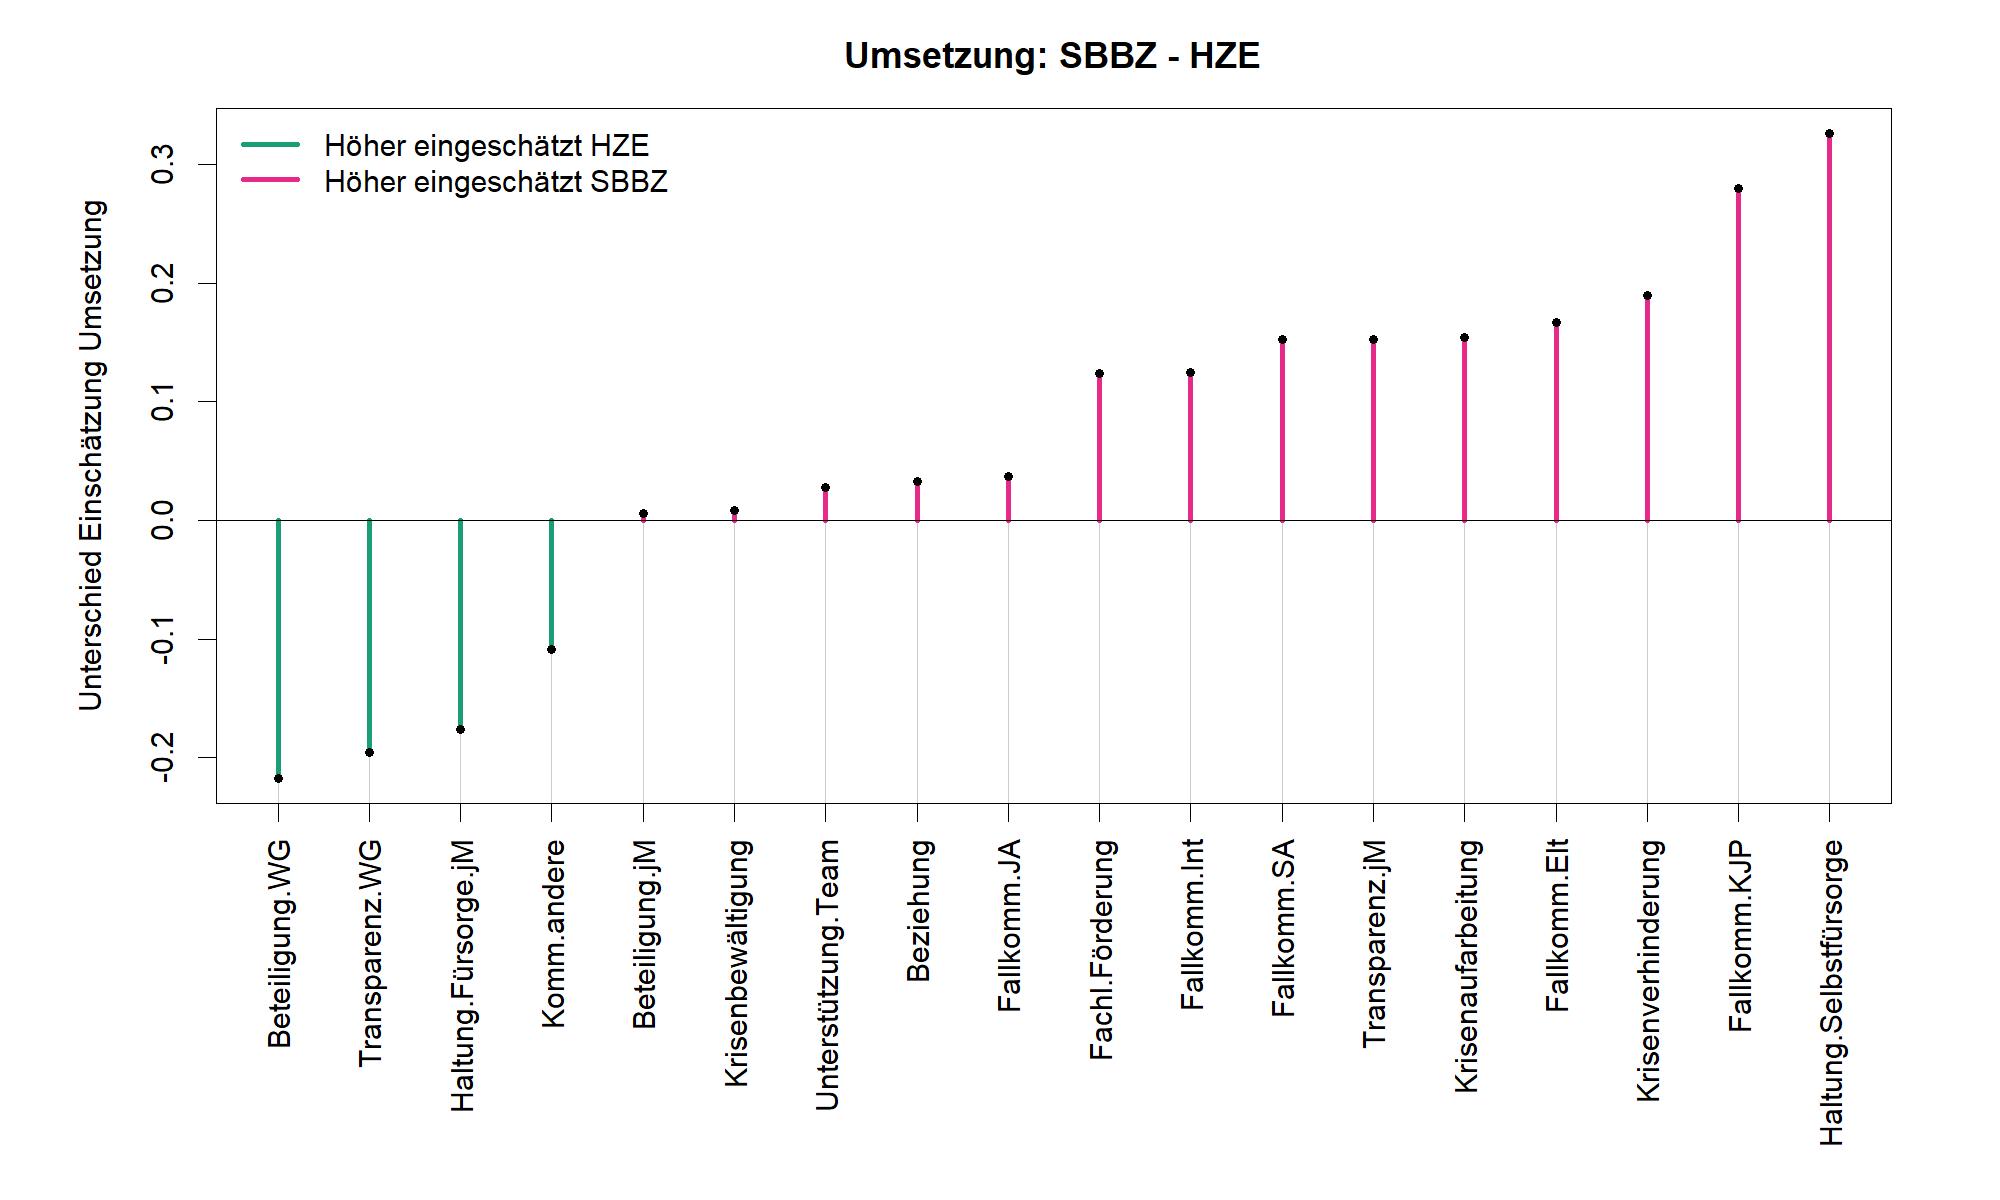 Umsetzung: SBBZ - HZE
Höher eingeschätzt HZE
Höher eingeschätzt SBBZ
Unterschied Einschätzung Umsetzung
0.3
0.2
0.1
0.0
-0.1
-0.2
Beteiligung.WG
Transparenz.WG
Haltung.Fürsorge.jM
Komm.andere
Beteiligung.jM
Krisenbewältigung
Unterstützung.Team
Beziehung
Fallkomm.JA
Fachl.Förderung
Fallkomm.Int
Fallkomm.SA
Transparenz.jM
Krisenaufarbeitung
Fallkomm.Elt
Krisenverhinderung
Fallkomm.KJP
Haltung.Selbstfürsorge